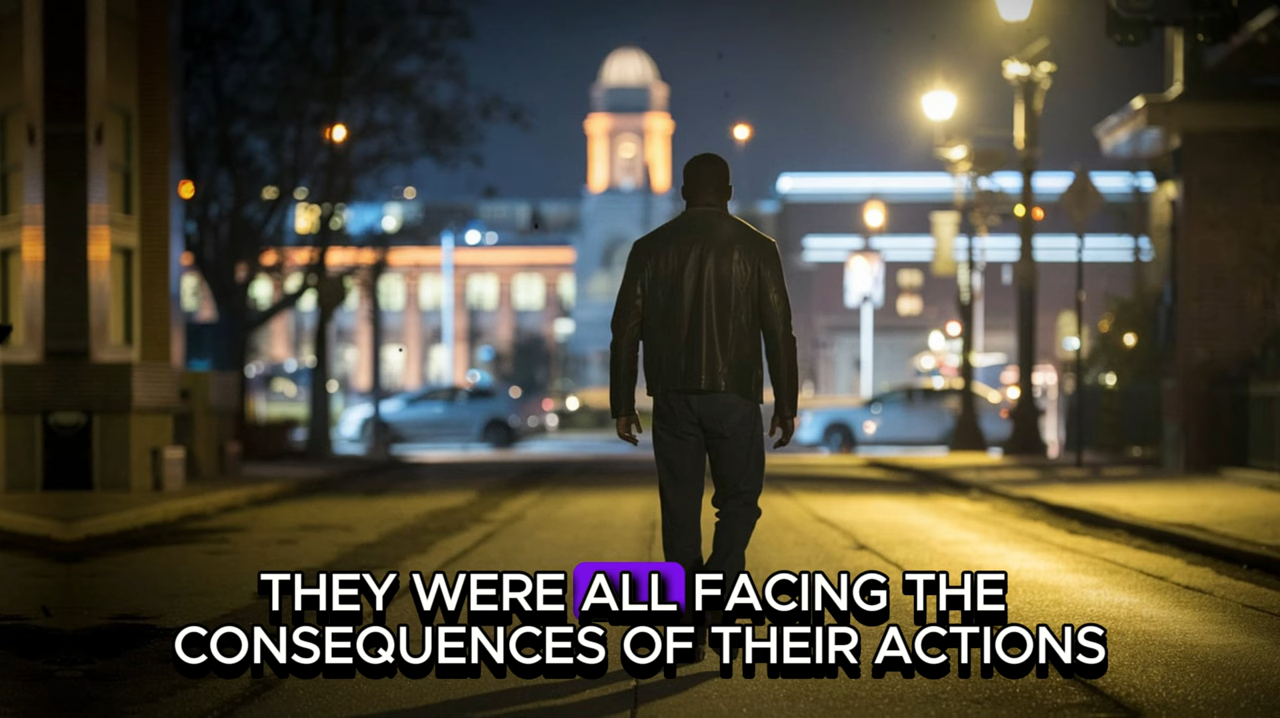 THEY WERE ALL FACING THE
CONSEQUENCES OF THEIR ACTIONS